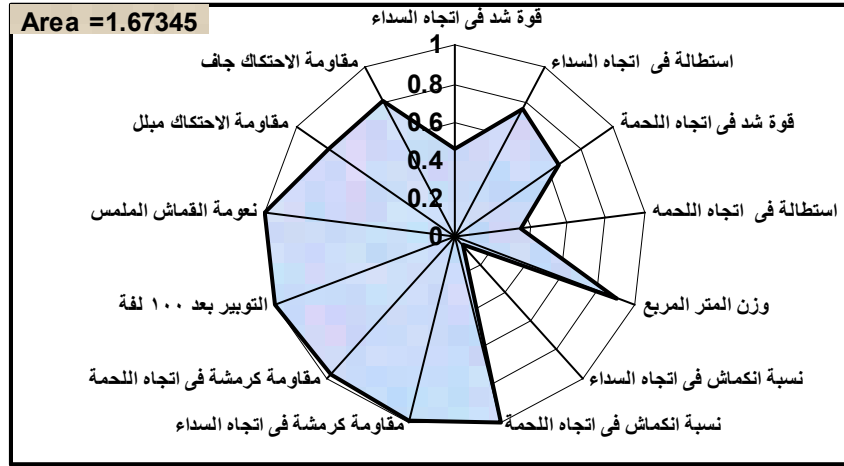 Area =1.67345
قوة شد فى اتجاه السداء
استطالة فى اتجاه السداء
قوة شد فى اتجاه اللحمة
استطالة فى اتجاه اللحمه
وزن المتر المربع
نسبة انكماش فى اتجاه السداء
نسبة انكماش فى اتجاه اللحمة
مقاومة كرمشة فى اتجاه السداء
مقاومة كرمشة فى اتجاه اللحمة
التوبير بعد ١٠٠ لفة
نعومة القماش الملمس
مقاومة الاحتكاك مبلل
مقاومة الاحتكاك جاف
1
0.8
0.6
0.4
0.2
0